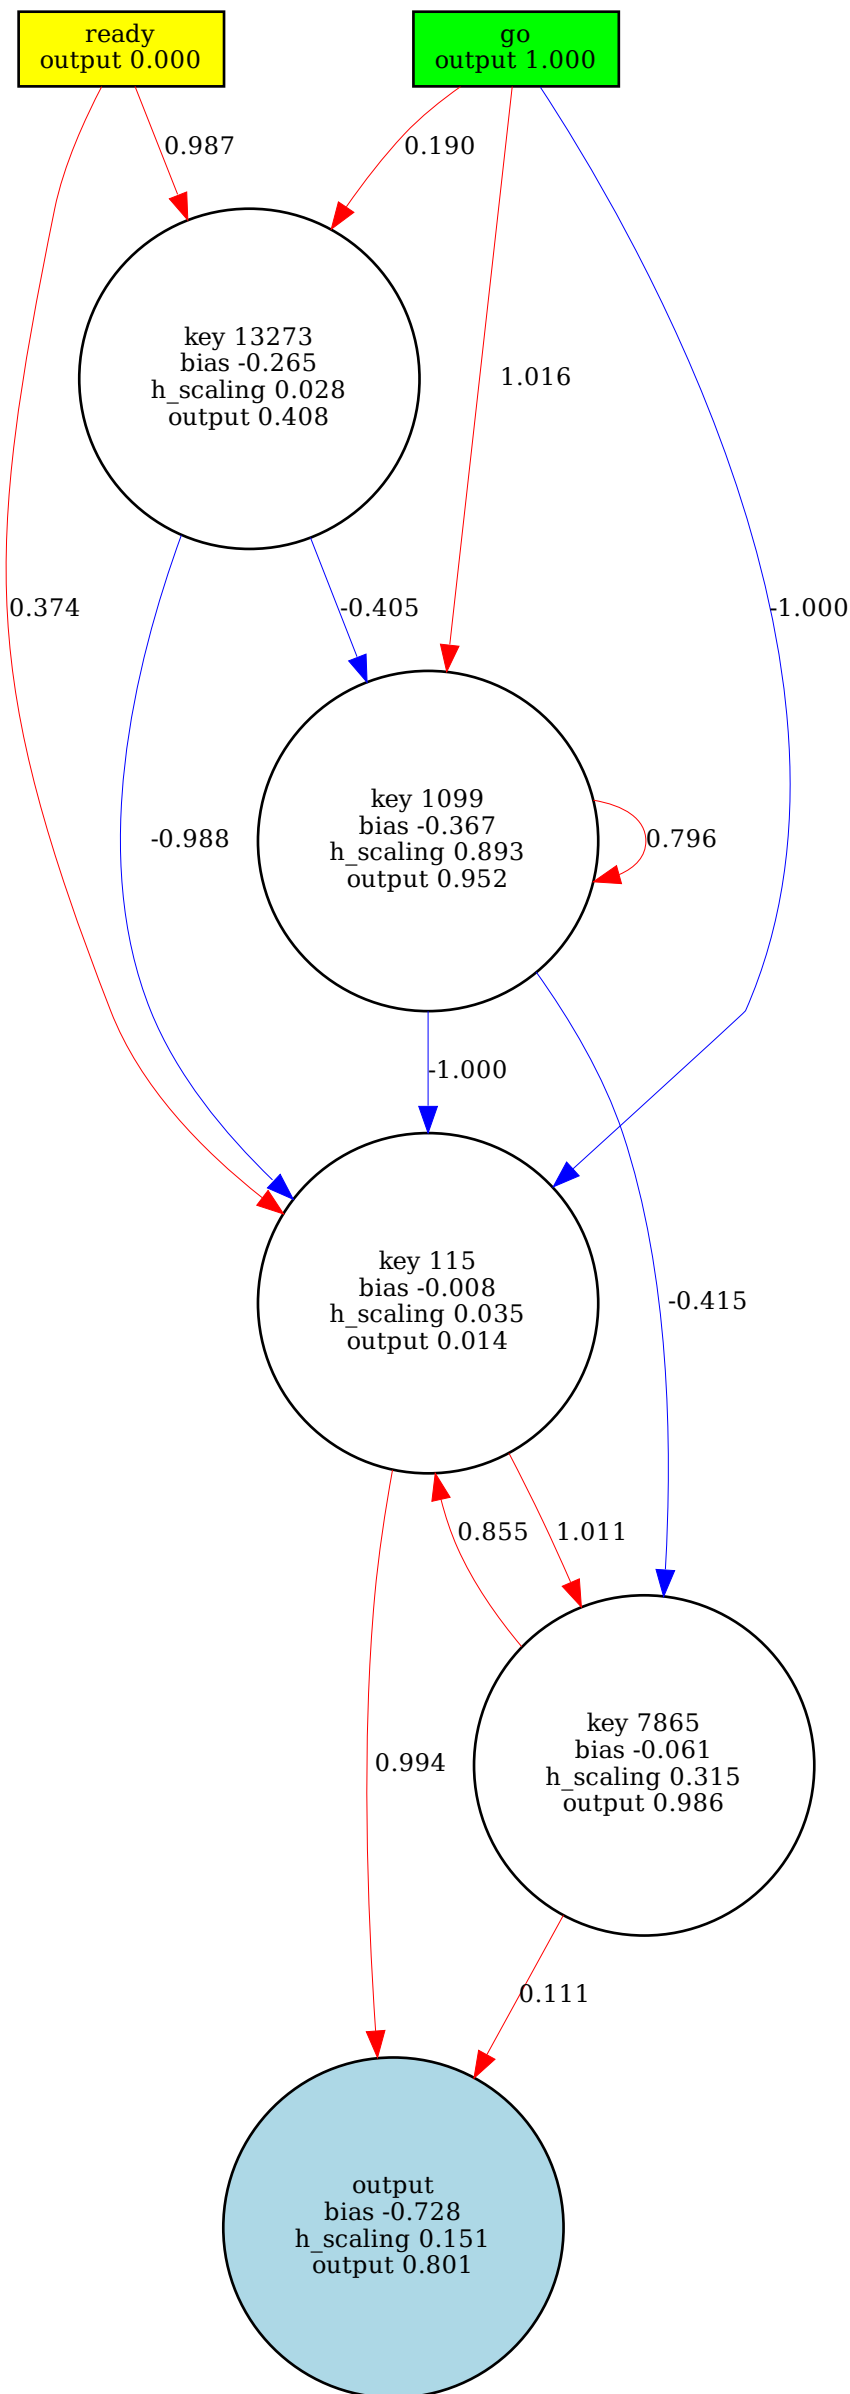 ready
output 0.000
go
output 1.000
0.987
0.190
key 13273
bias -0.265
h_scaling 0.028
output 0.408
1.016
0.374
-0.405
-1.000
key 1099
bias -0.367
h_scaling 0.893
output 0.952
-0.988
0.796
-1.000
key 115
bias -0.008
h_scaling 0.035
output 0.014
-0.415
0.855
1.011
key 7865
bias -0.061
h_scaling 0.315
output 0.986
0.994
0.111
output
bias -0.728
h_scaling 0.151
output 0.801